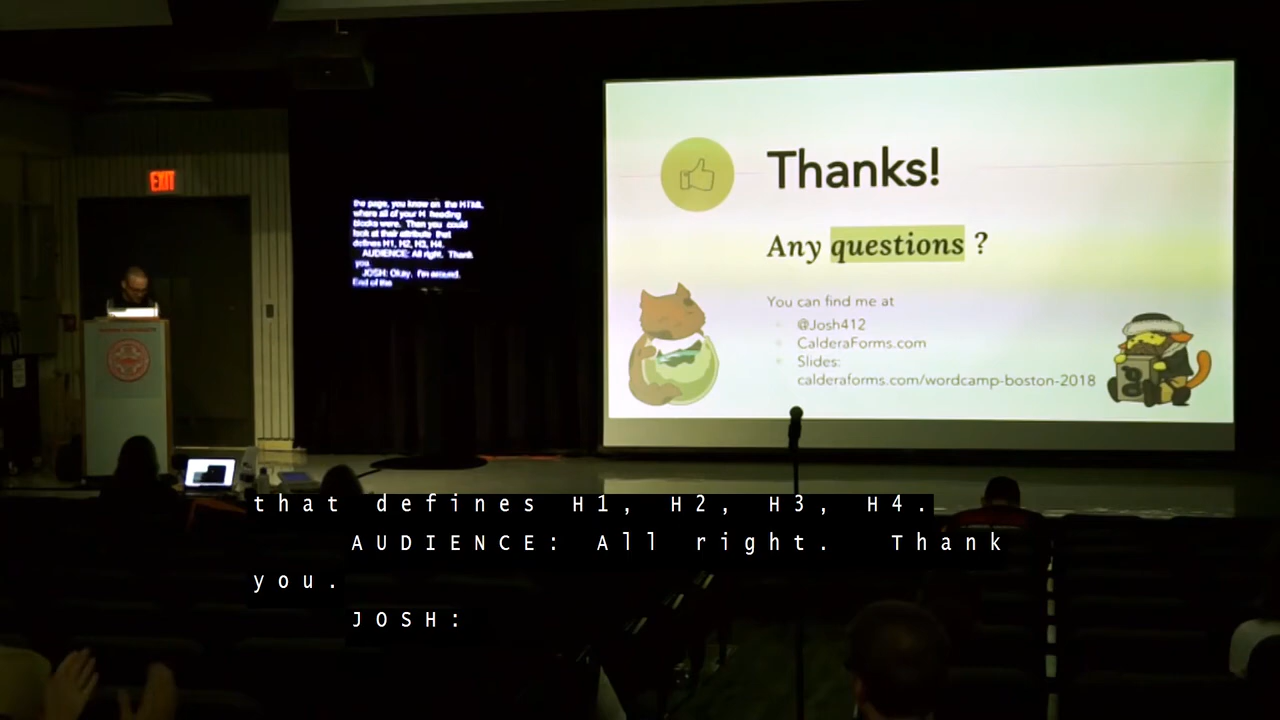 EXIT
the page, you know on the HTML,
where all of your H heading
blocks were. Then you could
look at their attribute that
defines H1, H2, H3, H4.
AUDIENCE: All right. Thank
you.
JOSH: Okay. I'm around.
End of the
Thanks!
Any questions ?
You can find me at
@Josh412
CalderaForms.com
Slides:
calderaforms.com/wordcamp-boston-2018
that defines H1, H2, H3, H4.
AUDIENCE: All right. Thank
you.
JOSH: